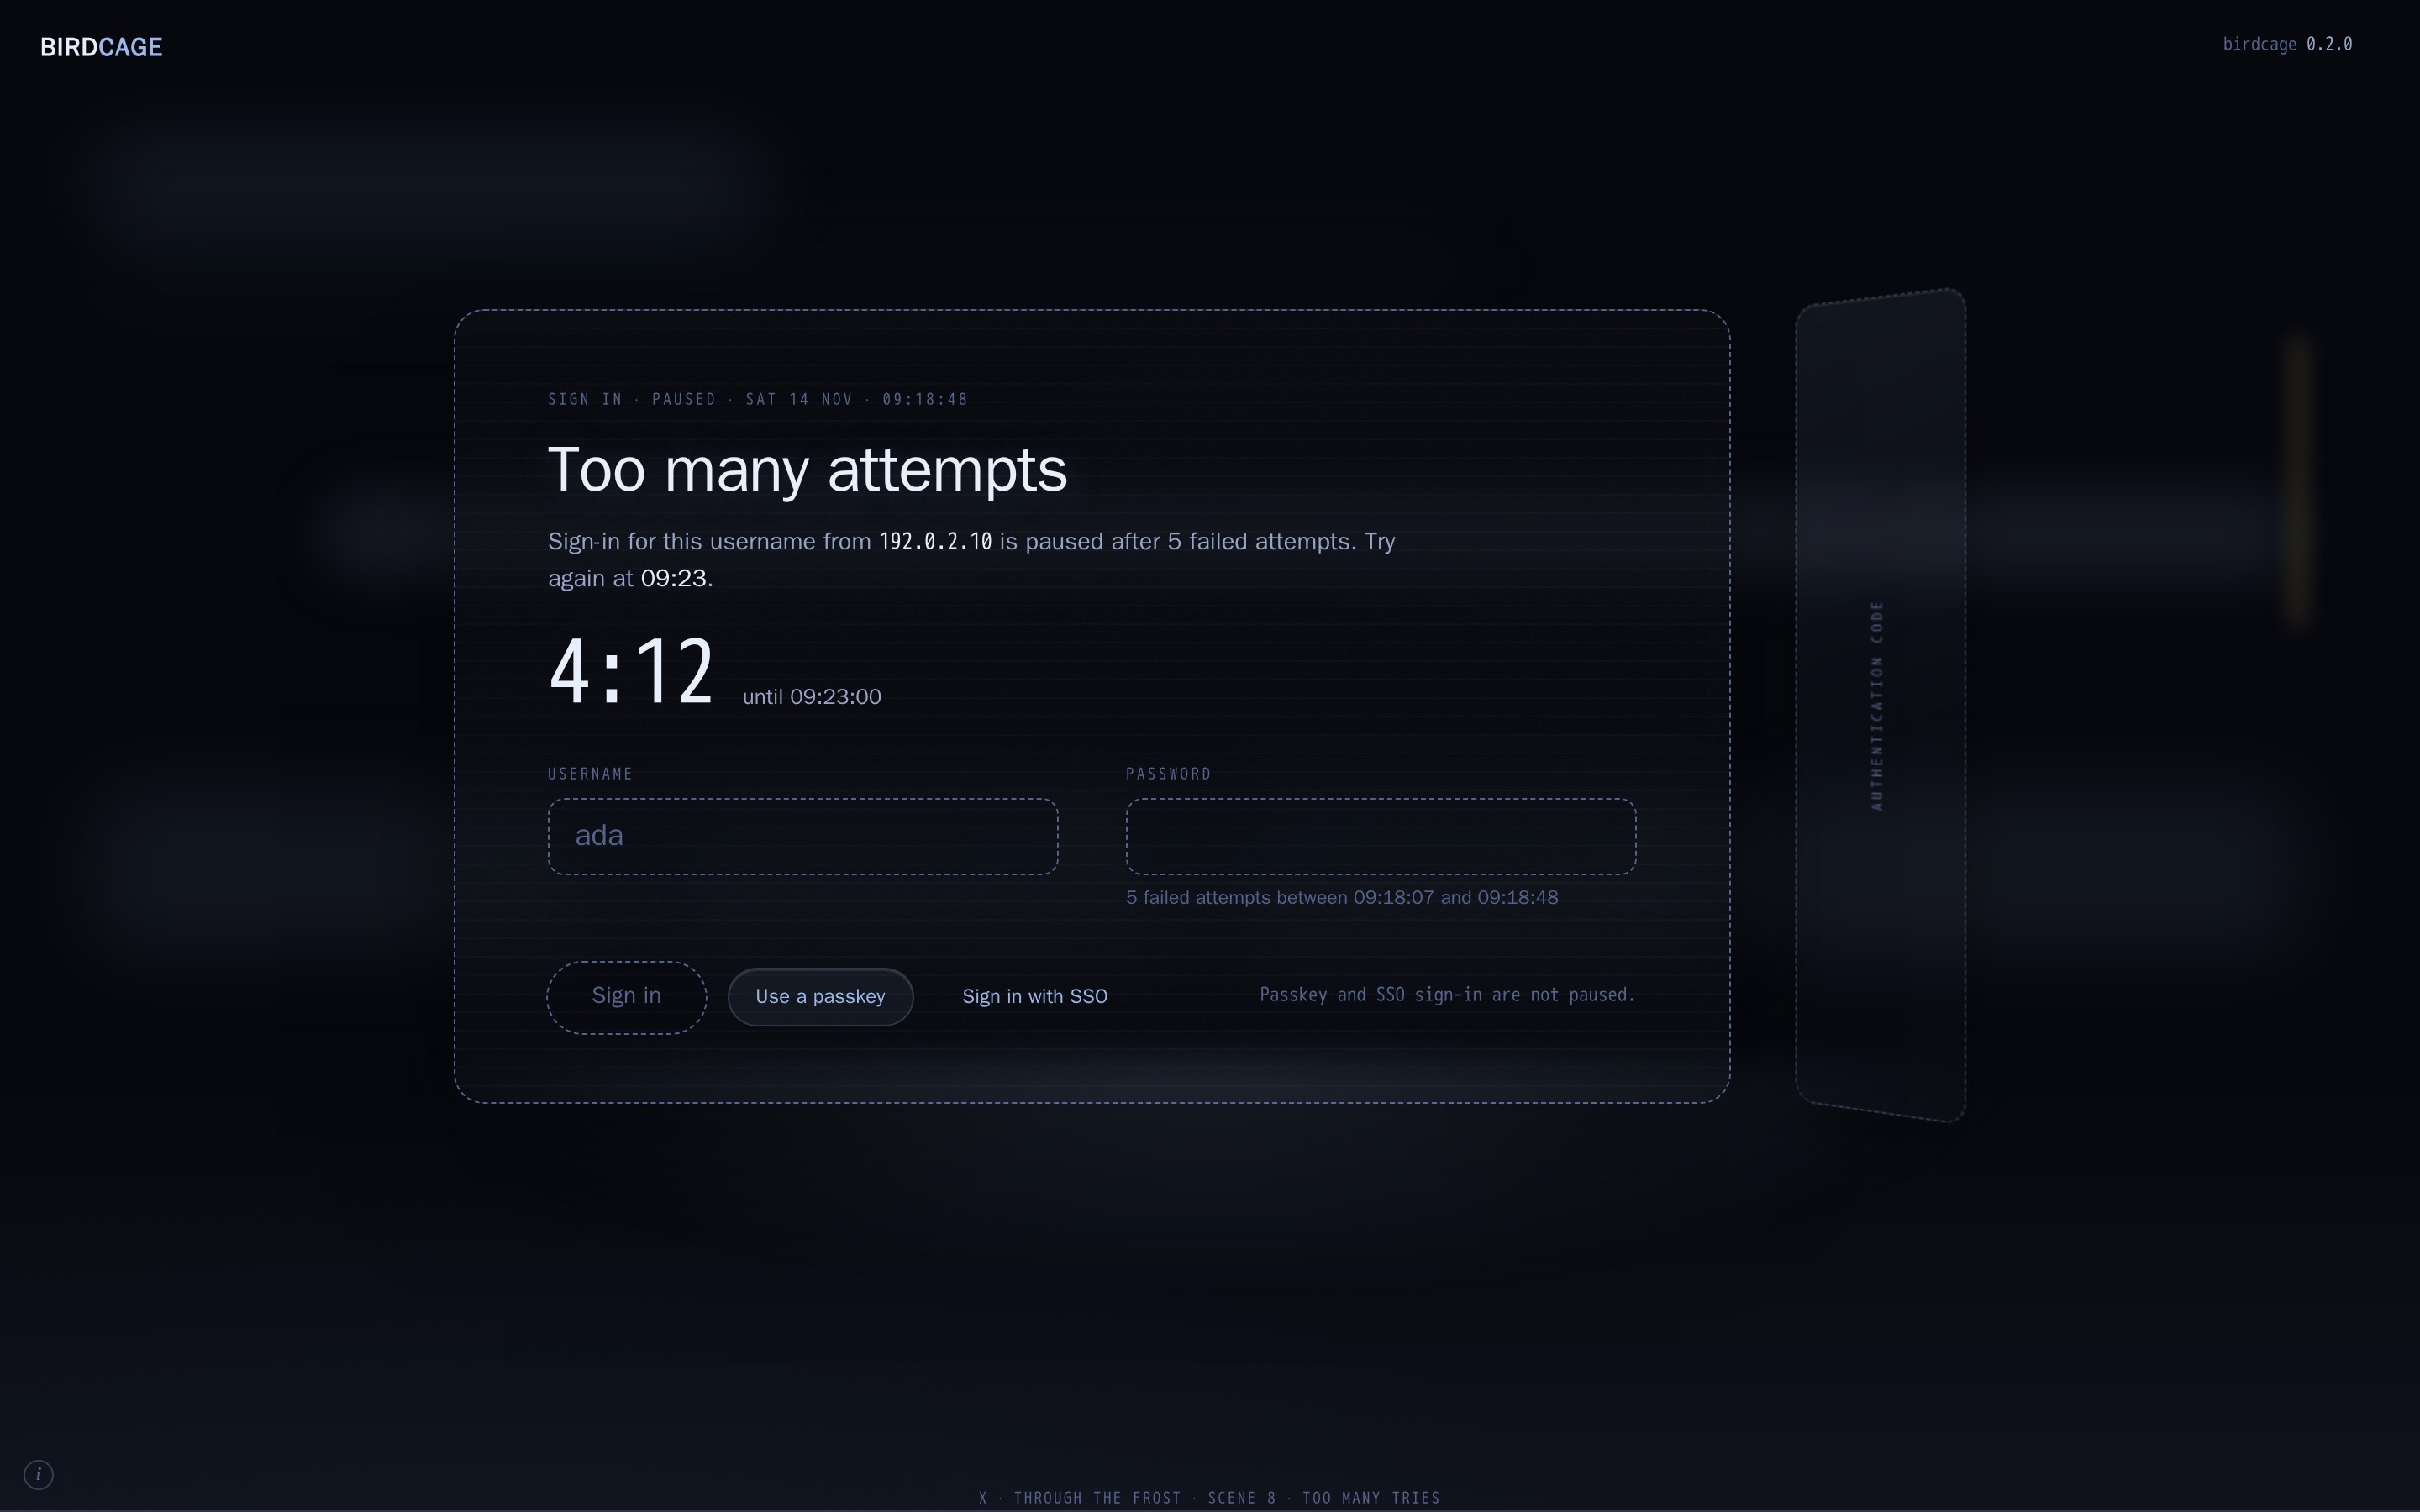 BIRDCAGE
birdcage 0.2.0
SIGN IN · PAUSED · SAT 14 NOV · 09:18:48
Too many attempts
Sign-in for this username from 192.0.2.10 is paused after 5 failed attempts. Try
again at 09:23.
4:12 until 09:23:00
USERNAME
PASSWORD
ada
5 failed attempts between 09:18:07 and 09:18:48
Sign in
Use a passkey
Sign in with SSO
Passkey and SSO sign-in are not paused.
AUTHENTICATION CODE
i
X · THROUGH THE FROST · SCENE 8 · TOO MANY TRIES